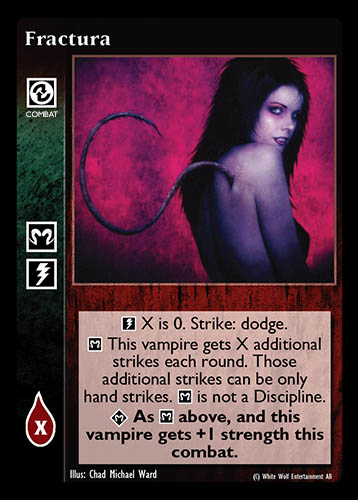 Fractura
COMBAT
X is 0. Strike: dodge.
This vampire gets X additional
strikes each round. Those
additional strikes can be only
hand strikes. is not a Discipline.
As above, and this
vampire gets +1 strength this
combat.
X
Illus: Chad Michael Ward
(C) White Wolf Entertainment AB